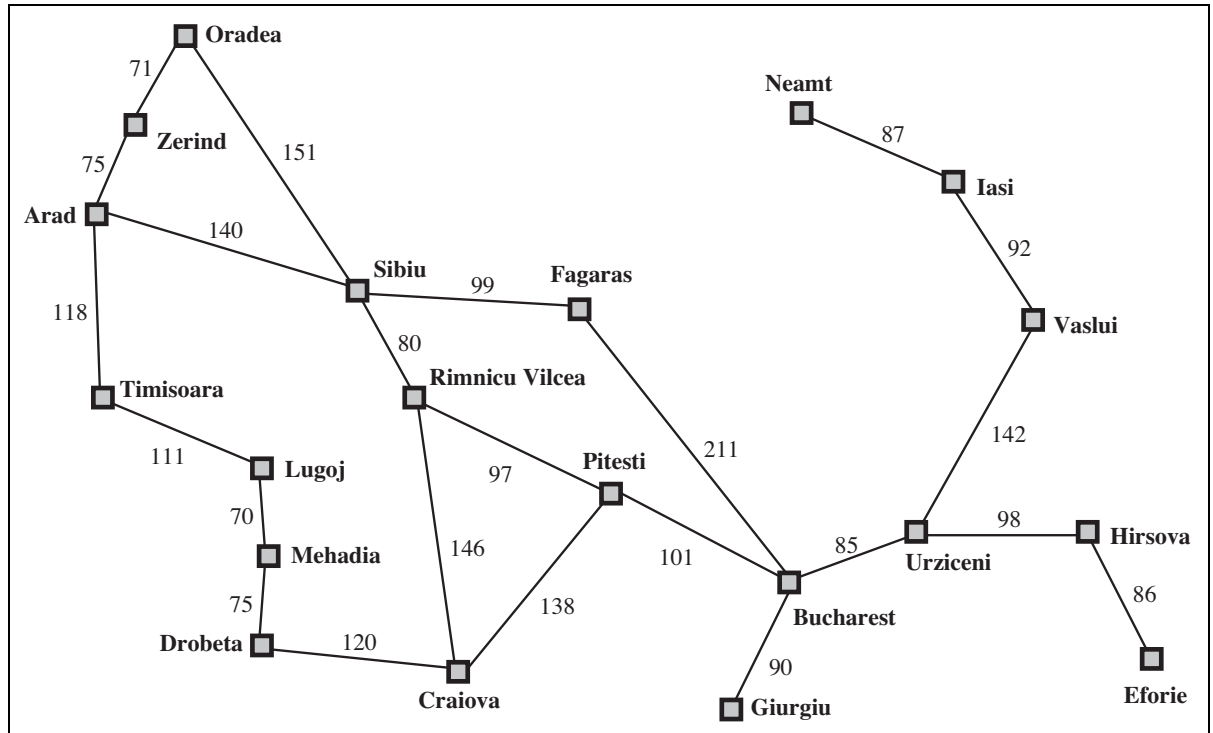 Oradea
71
Neamt
87
Zerind
151
75
Iasi
Arad
140
92
Sibiu
Fagaras
99
118
Vaslui
80
Timisoara
Rimnicu Vilcea
142
211
111
Pitesti
Lugoj
97
70
98
Hirsova
146
85
Mehadia
101
Urziceni
86
75
138
Bucharest
Drobeta
120
90
Craiova
Giurgiu
Eforie